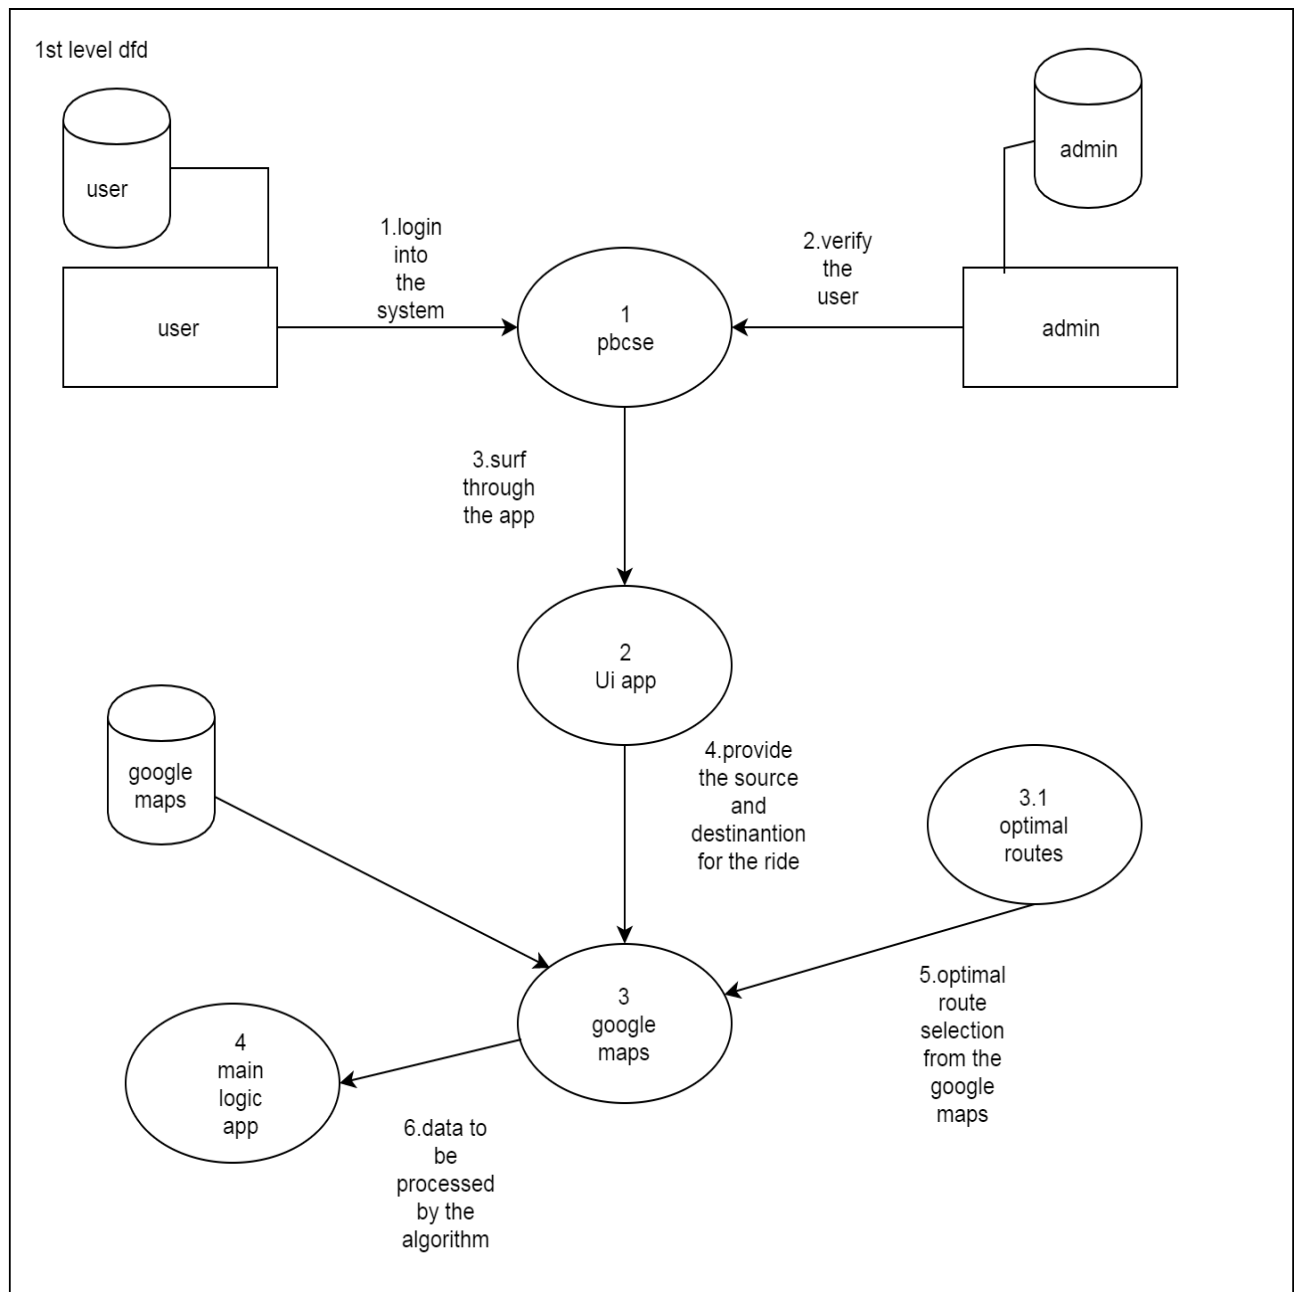 1st level dfd
user
admin
1.login
into
the
system
2.verify
the
user
user
1
pbcse
admin
3.surf
through
the app
2
Ui app
google
maps
4.provide
the source
and
destinantion
for the ride
3.1
optimal
routes
3
google
maps
5.optimal
route
selection
from the
google
maps
4
main
logic
app
6.data to
be
processed
by the
algorithm